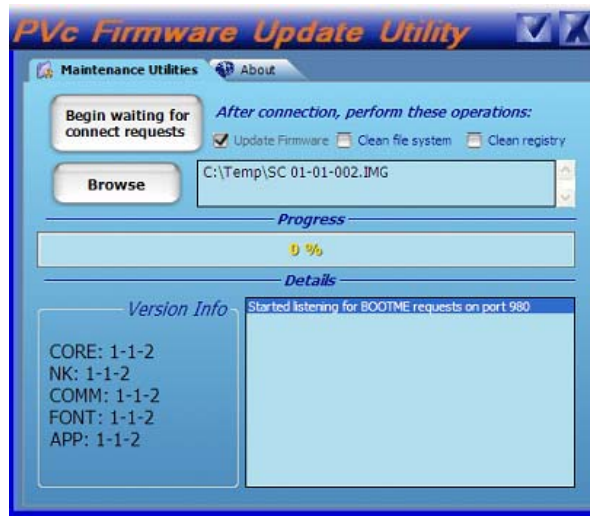 PVc Firmware Update Utility
Maintenance Utilities
About
Begin waiting for
connect requests
After connection, perform these operations:
Update Firmware
Clean file system
Clean registry
Browse
C:\Temp\SC 01-01-002.IMG
Progress
0 %
Details
Version Info
Started listening for BOOTME requests on port 980
CORE: 1-1-2
NK: 1-1-2
COMM: 1-1-2
FONT: 1-1-2
APP: 1-1-2